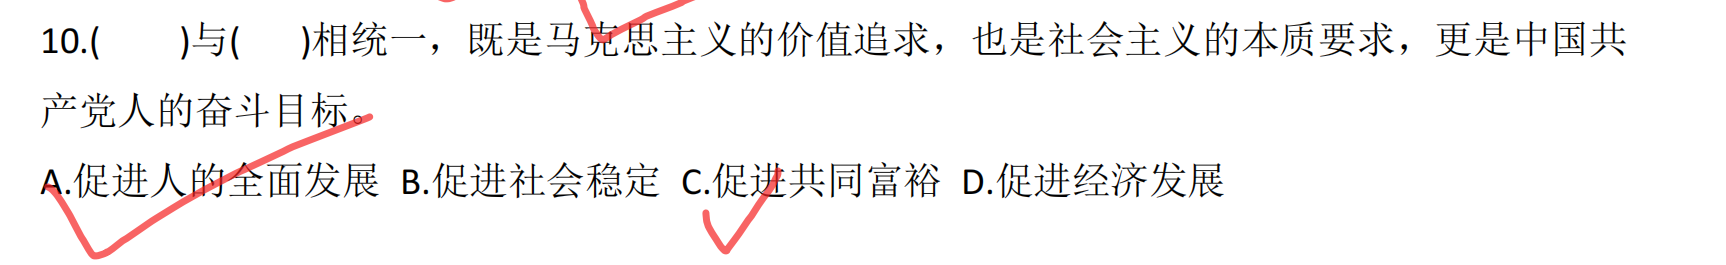 10.(　　)与(　　)相统一，既是马克思主义的价值追求，也是社会主义的本质要求，更是中国共
产党人的奋斗目标。
A.促进人的全面发展 B.促进社会稳定 C.促进共同富裕 D.促进经济发展